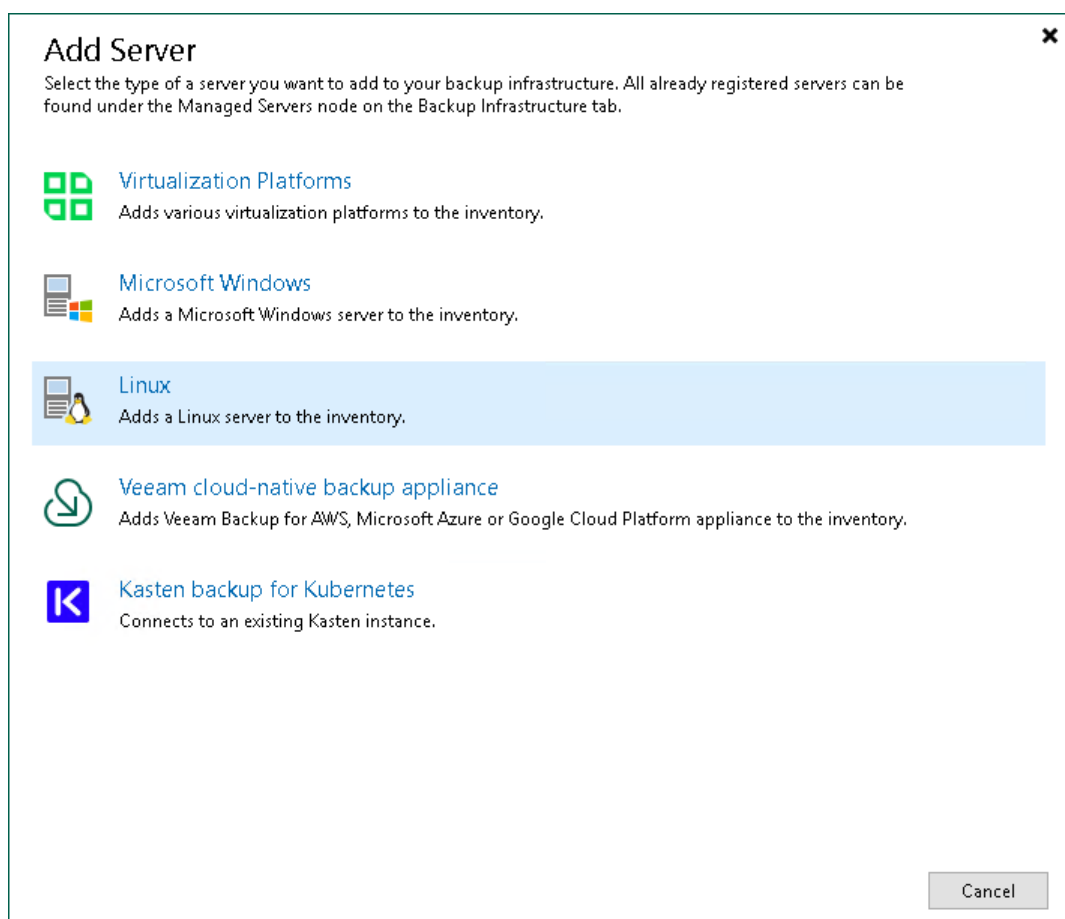 Add Server
Select the type of a server you want to add to your backup infrastructure. All already registered servers can be
found under the Managed Servers node on the Backup Infrastructure tab.
Virtualization Platforms
Adds various virtualization platforms to the inventory.
Microsoft Windows
Adds a Microsoft Windows server to the inventory.
Linux
Adds a Linux server to the inventory.
Veeam cloud-native backup appliance
Adds Veeam Backup for AWS, Microsoft Azure or Google Cloud Platform appliance to the inventory.
Kasten backup for Kubernetes
Connects to an existing Kasten instance.
Cancel